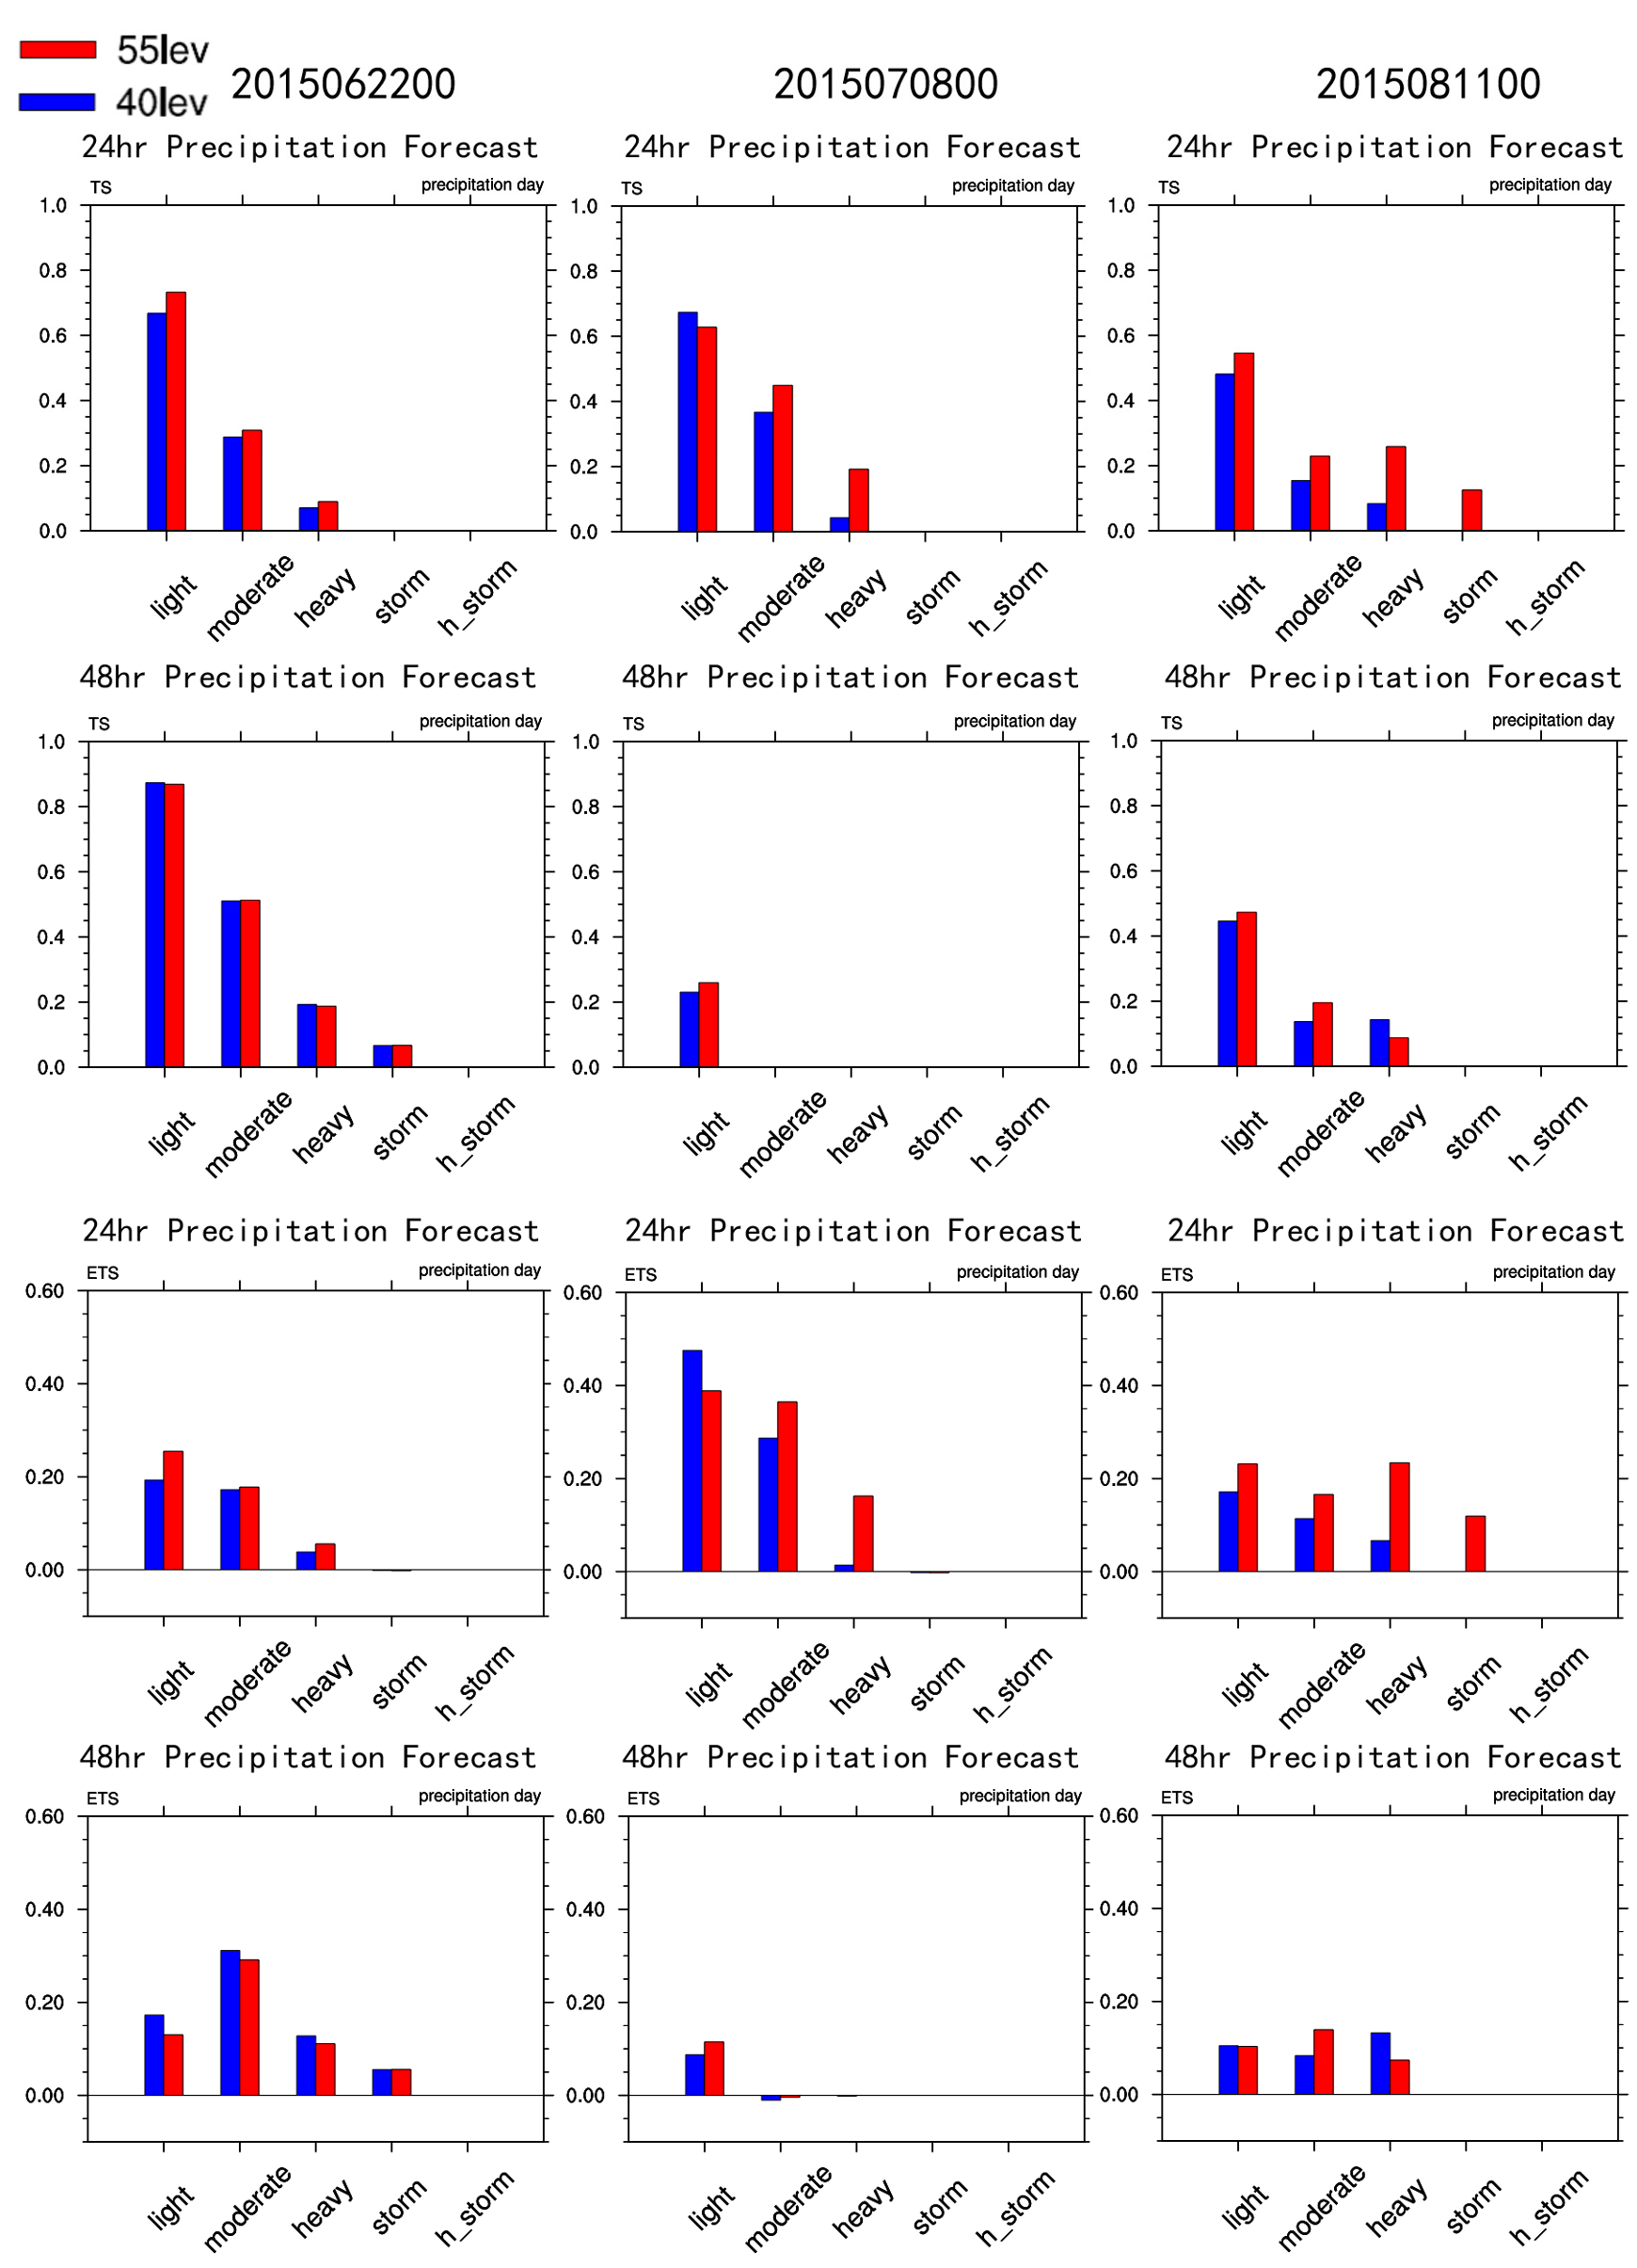 55lev
40lev
2015062200 2015070800 2015081100
24hr Precipitation Forecast 24hr Precipitation Forecast 24hr Precipitation Forecast
TS precipitation day TS precipitation day TS precipitation day
1.0 1.0 1.0
0.8 0.8 0.8
0.6 0.6 0.6
0.4 0.4 0.4
0.2 0.2 0.2
0.0 0.0 0.0
light moderate heavy storm h_storm light moderate heavy storm h_storm light moderate heavy storm h_storm
48hr Precipitation Forecast 48hr Precipitation Forecast 48hr Precipitation Forecast
TS precipitation day TS precipitation day TS precipitation day
1.0 1.0 1.0
0.8 0.8 0.8
0.6 0.6 0.6
0.4 0.4 0.4
0.2 0.2 0.2
0.0 0.0 0.0
light moderate heavy storm h_storm light moderate heavy storm h_storm light moderate heavy storm h_storm
24hr Precipitation Forecast 24hr Precipitation Forecast 24hr Precipitation Forecast
ETS precipitation day ETS precipitation day ETS precipitation day
0.60 0.60 0.60
0.40 0.40 0.40
0.20 0.20 0.20
0.00 0.00 0.00
light moderate heavy storm h_storm light moderate heavy storm h_storm light moderate heavy storm h_storm
48hr Precipitation Forecast 48hr Precipitation Forecast 48hr Precipitation Forecast
ETS precipitation day ETS precipitation day ETS precipitation day
0.60 0.60 0.60
0.40 0.40 0.40
0.20 0.20 0.20
0.00 0.00 0.00
light moderate heavy storm h_storm light moderate heavy storm h_storm light moderate heavy storm h_storm